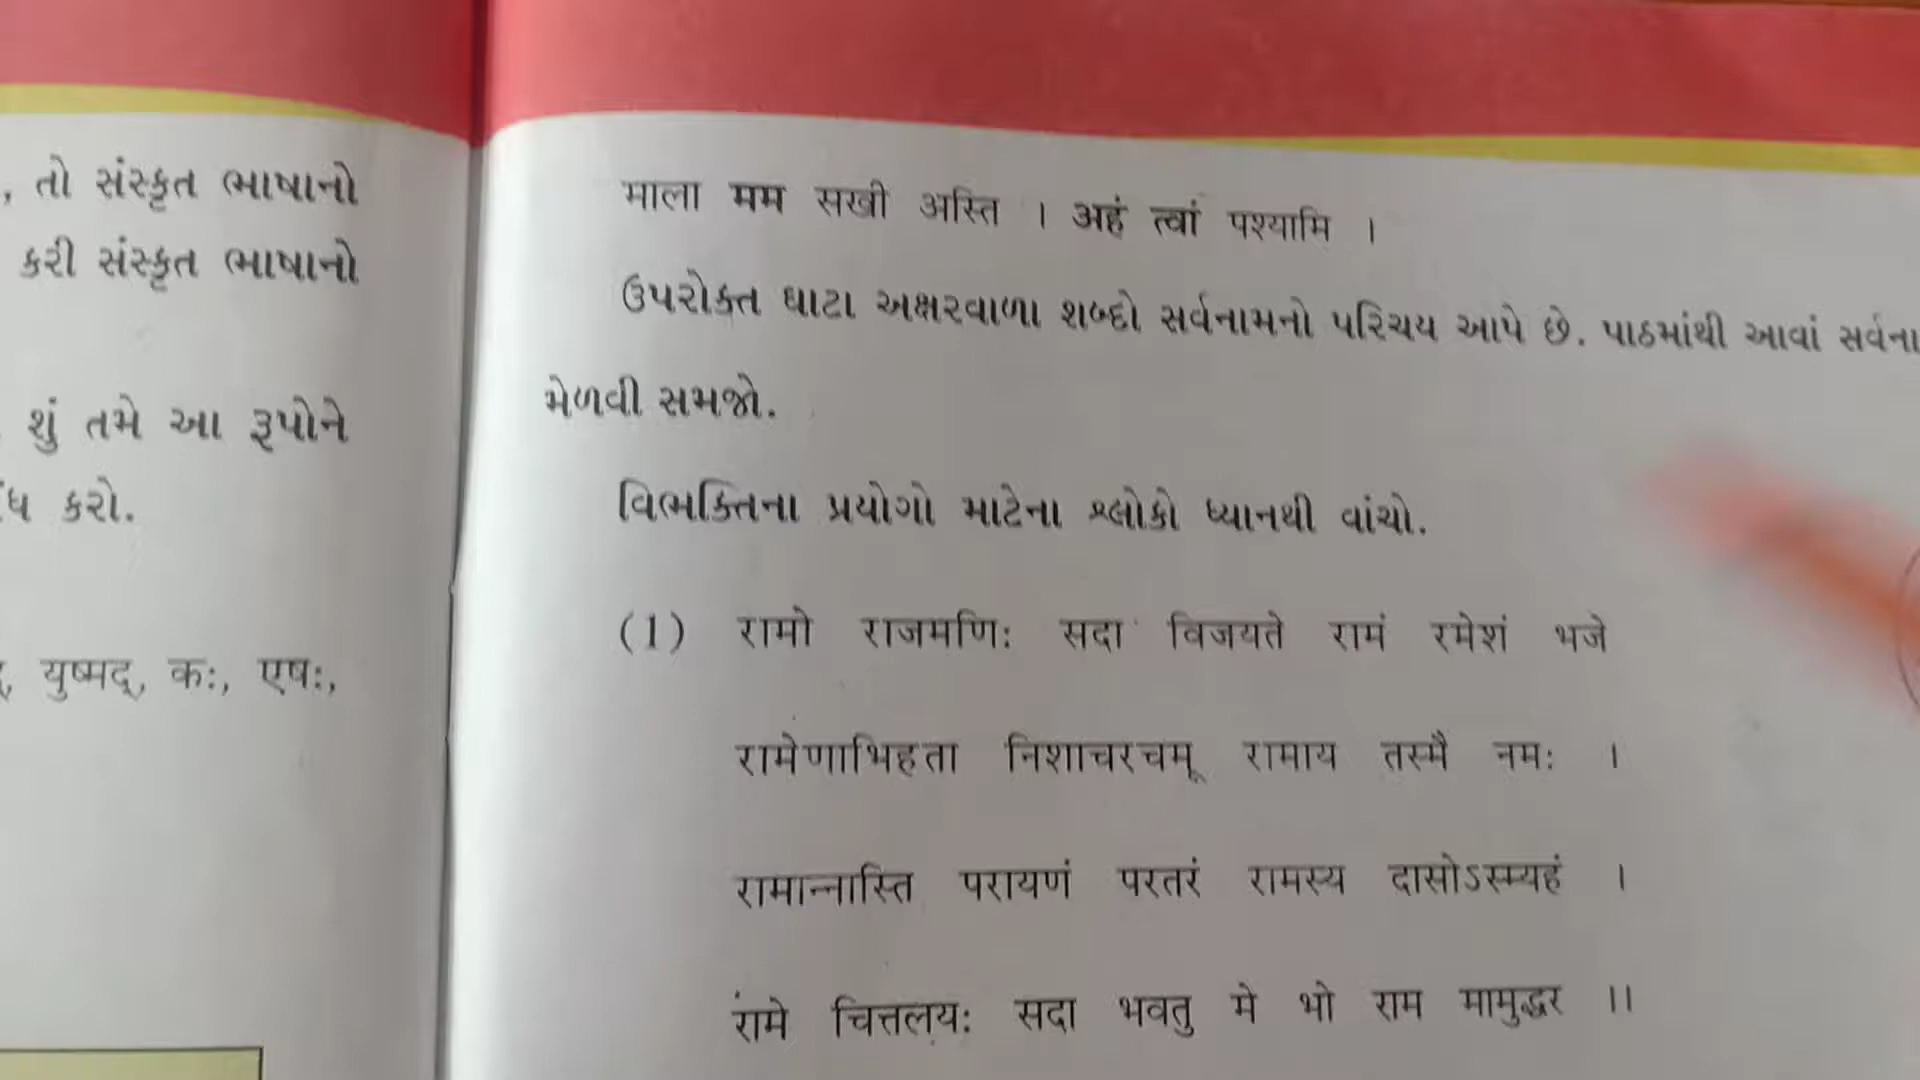 , તો સંસ્કૃત ભાષાનો
કરી સંસ્કૃત ભાષાનો
શું તમે આ રૂપોને
કરો.
युष्मद्, कः, एषः,
माला मम सखी अस्ति । अहं त्वां पश्यामि ।
ઉપરોક્ત ઘાટા અક્ષરવાળા શબ્દો સર્વનામનો પરિચય આપે છે. પાઠમાંથી આવાં સર્વના
મેળવી સમજો.
વિભક્તિના પ્રયોગો માટેના શ્લોકો ધ્યાનથી વાંચો.
(1) रामो राजमणिः सदा विजयते रामं रमेशं भजे
रामेणाभिहता निशाचरचमू रामाय तस्मै नमः ।
रामान्नास्ति परायणं परतरं रामस्य दासोऽस्म्यहं ।
रामे चित्तलयः सदा भवतु मे भो राम मामुद्धर ।।